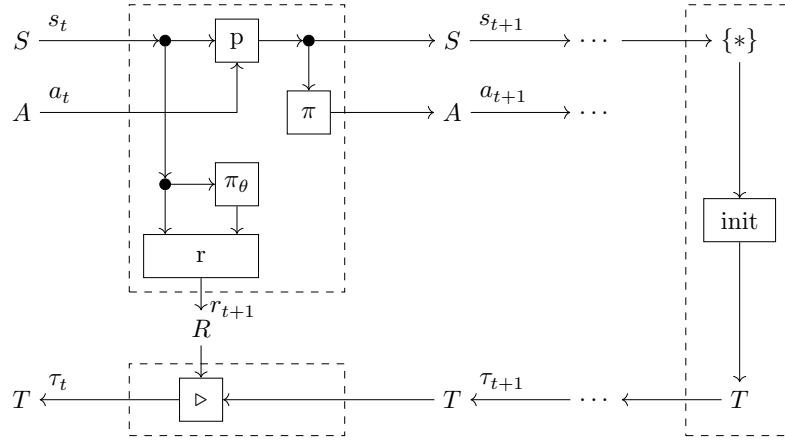 S s_t p S s_{t+1} ⋯ {*}
A a_t π A a_{t+1} ⋯
π_θ
init
r
r_{t+1}
R
T τ_t ▹ T τ_{t+1} ⋯ T